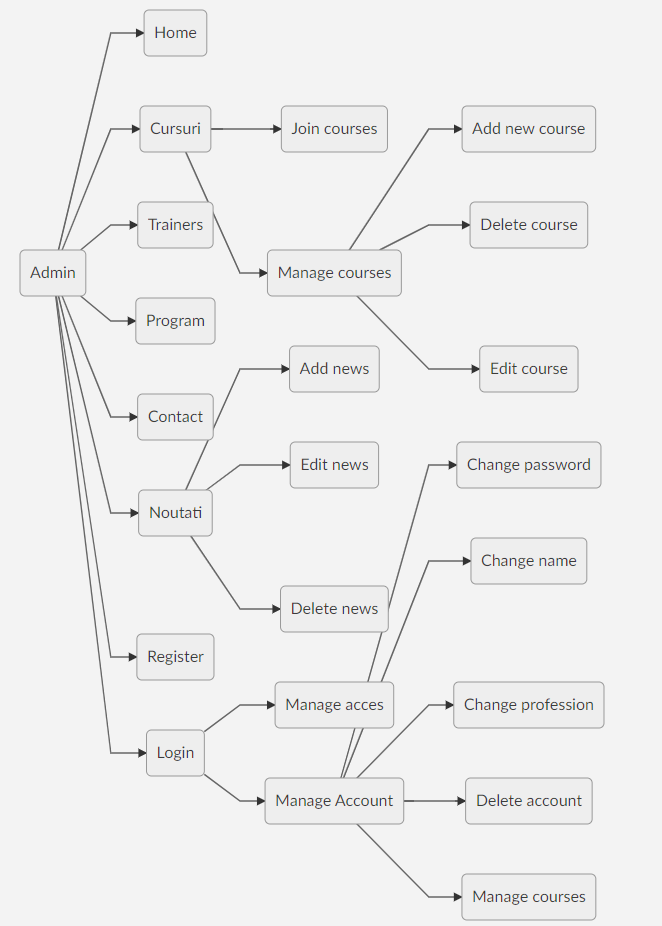 Home
Cursuri
Join courses
Add new course
Trainers
Delete course
Admin
Manage courses
Program
Add news
Edit course
Contact
Edit news
Change password
Noutati
Change name
Delete news
Register
Manage acces
Change profession
Login
Manage Account
Delete account
Manage courses